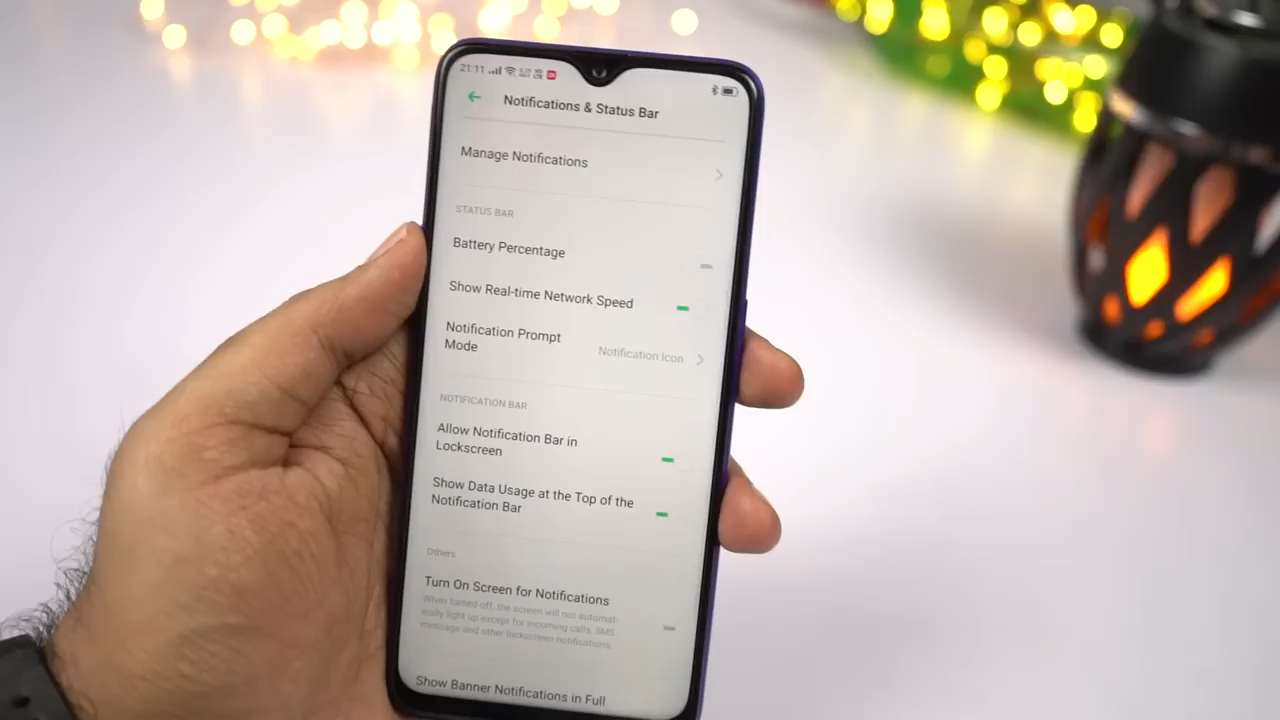 21:11
Notifications & Status Bar
Manage Notifications
STATUS BAR
Battery Percentage
Show Real-time Network Speed
Notification Prompt
Mode
Notification Icon
NOTIFICATION BAR
Allow Notification Bar in
Lockscreen
Show Data Usage at the Top of the
Notification Bar
Others
Turn On Screen for Notifications
When turned off, the screen will not automat-
ically light up except for incoming calls, SMS
message and other lockscreen notifications.
Show Banner Notifications in Full